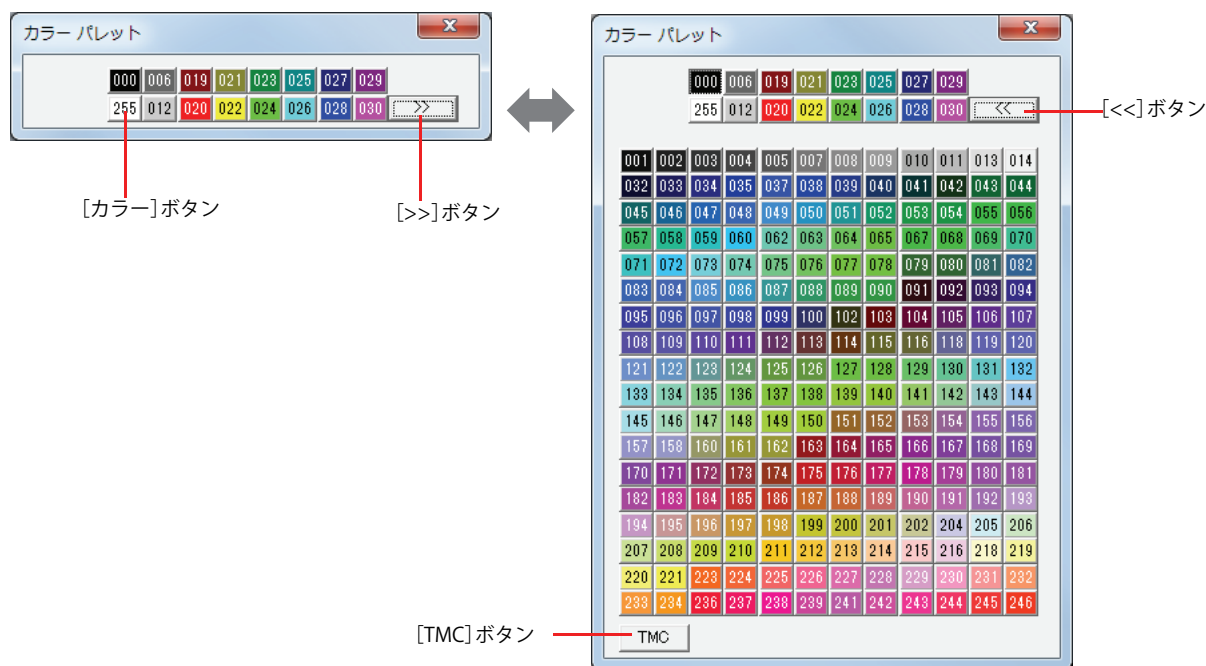 カラー パレット
000 006 019 021 023 025 027 029
255 012 020 022 024 026 028 030 >>
[カラー]ボタン
[>>]ボタン
カラー パレット
000 006 019 021 023 025 027 029
255 012 020 022 024 026 028 030 <<
[<<]ボタン
001 002 003 004 005 007 008 009 010 011 013 014
032 033 034 035 037 038 039 040 041 042 043 044
045 046 047 048 049 050 051 052 053 054 055 056
057 058 059 060 062 063 064 065 067 068 069 070
071 072 073 074 075 076 077 078 079 080 081 082
083 084 085 086 087 088 089 090 091 092 093 094
095 096 097 098 099 100 102 103 104 105 106 107
108 109 110 111 112 113 114 115 116 118 119 120
121 122 123 124 125 126 127 128 129 130 131 132
133 134 135 136 137 138 139 140 141 142 143 144
145 146 147 148 149 150 151 152 153 154 155 156
157 158 160 161 162 163 164 165 166 167 168 169
170 171 172 173 174 175 176 177 178 179 180 181
182 183 184 185 186 187 188 189 190 191 192 193
194 195 196 197 198 199 200 201 202 204 205 206
207 208 209 210 211 212 213 214 215 216 218 219
220 221 223 224 225 226 227 228 229 230 231 232
233 234 236 237 238 239 241 242 243 244 245 246
[TMC]ボタン
TMC